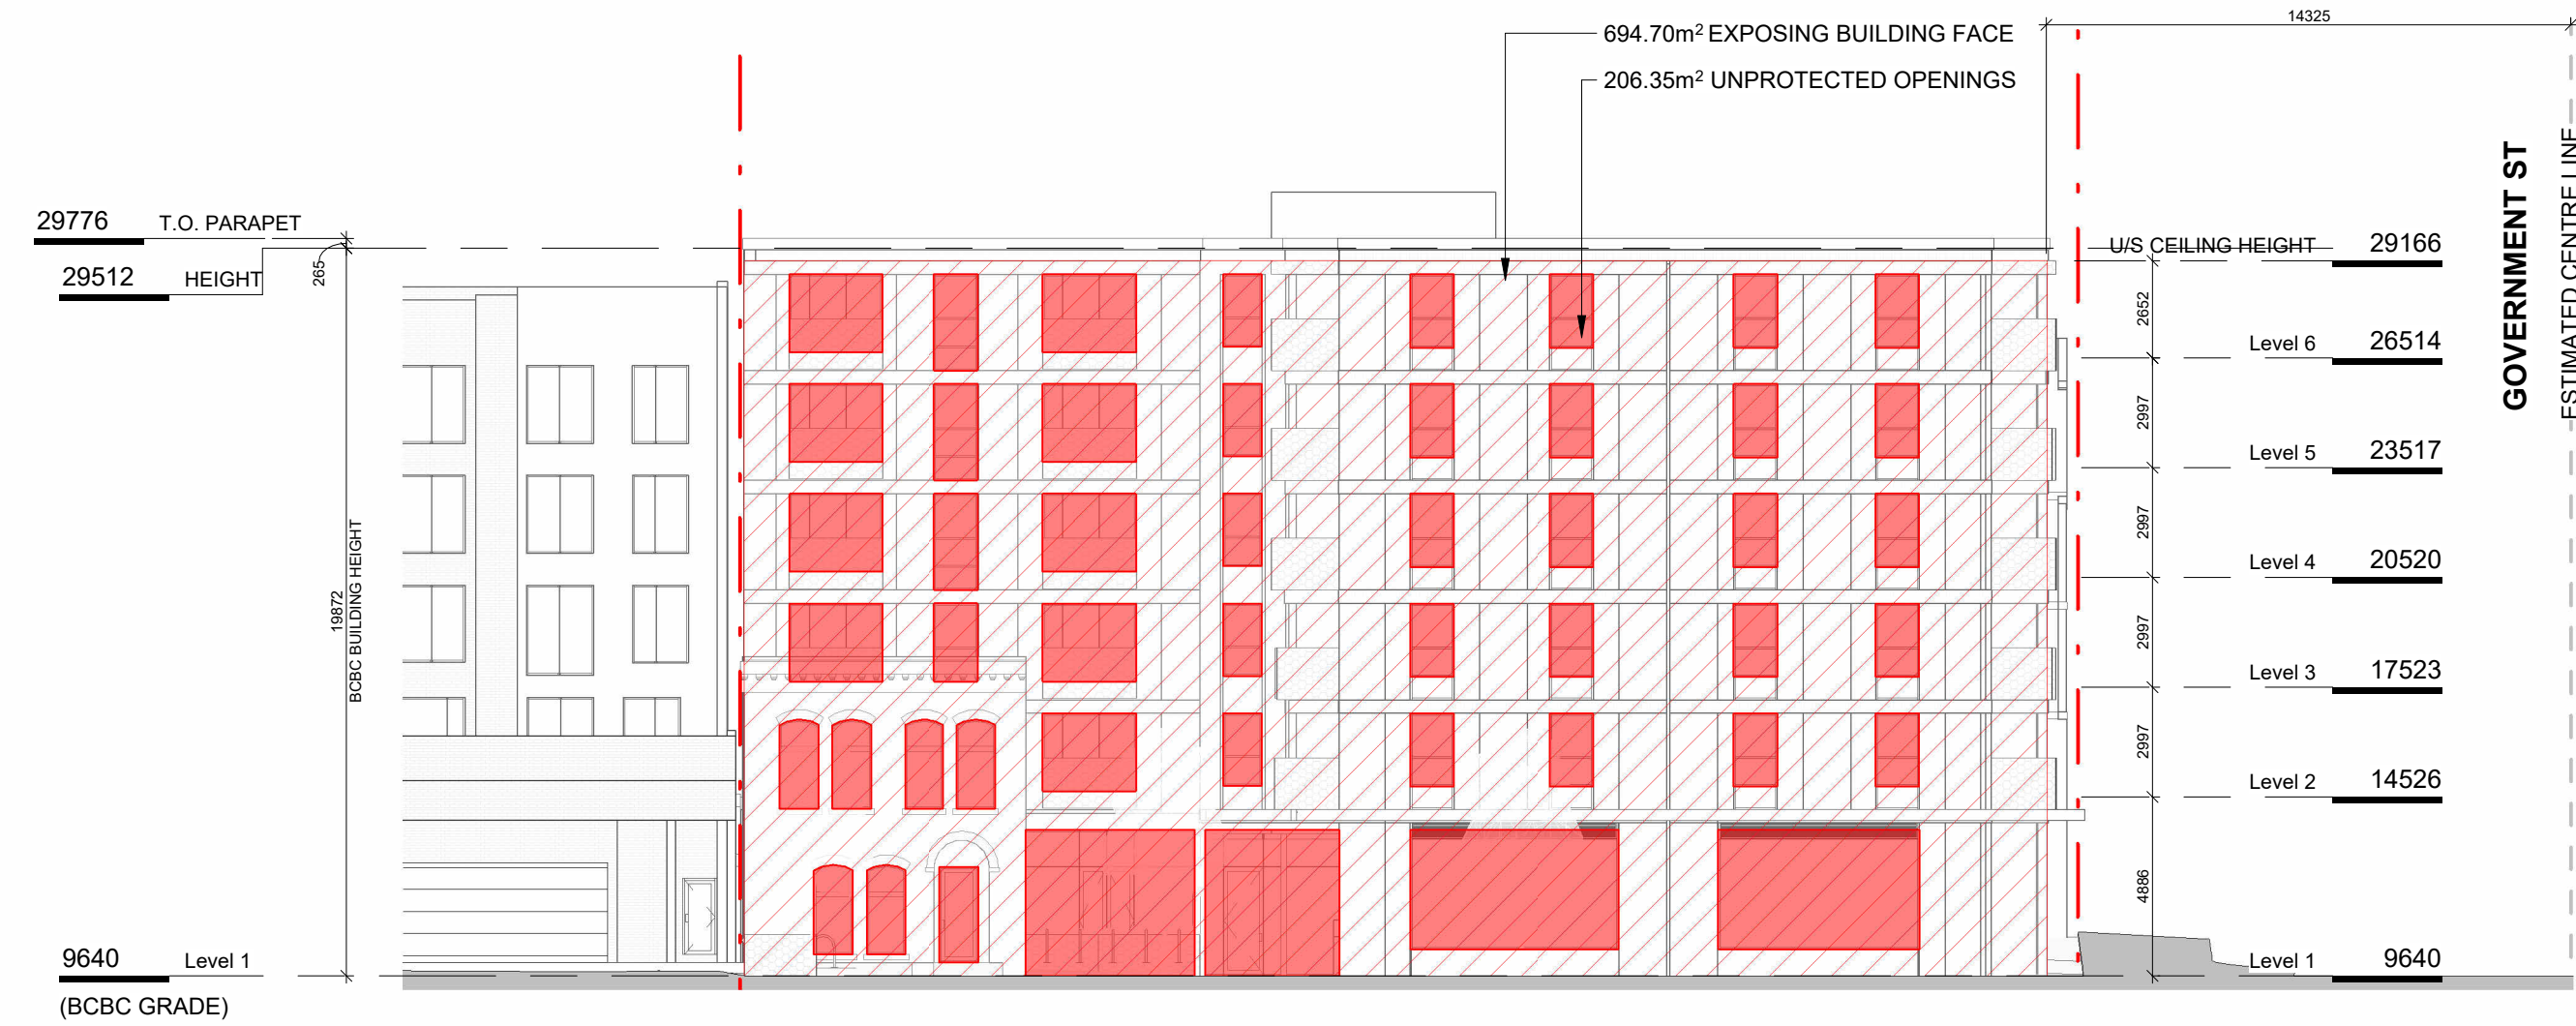 14325
694.70m² EXPOSING BUILDING FACE
206.35m² UNPROTECTED OPENINGS
29776 T.O. PARAPET
29512 HEIGHT
265
19872
BCBC BUILDING HEIGHT
9640 Level 1
(BCBC GRADE)
U/S CEILING HEIGHT 29166
2652
Level 6 26514
2997
Level 5 23517
2997
Level 4 20520
2997
Level 3 17523
2997
Level 2 14526
4886
Level 1 9640
GOVERNMENT ST
ESTIMATED CENTRE LINE